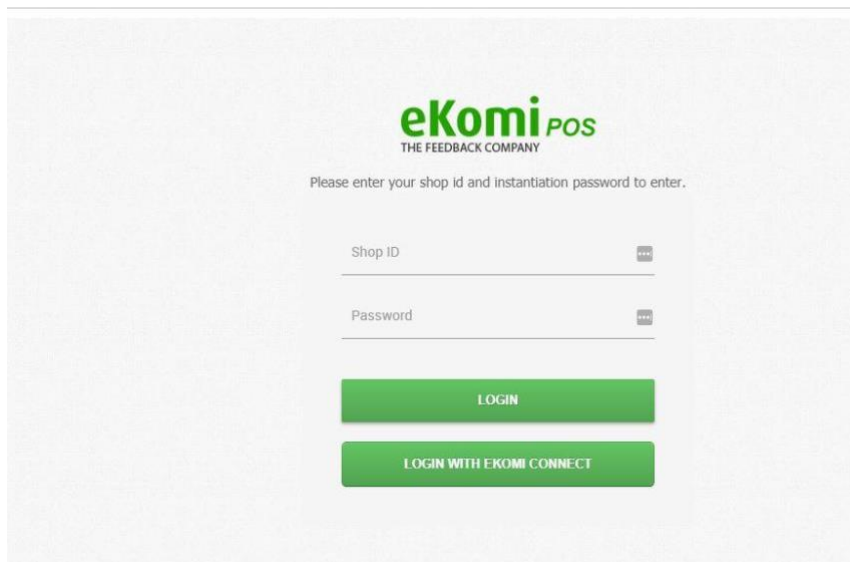 eKomi POS
THE FEEDBACK COMPANY
Please enter your shop id and instantiation password to enter.
Shop ID
Password
LOGIN
LOGIN WITH EKOMI CONNECT